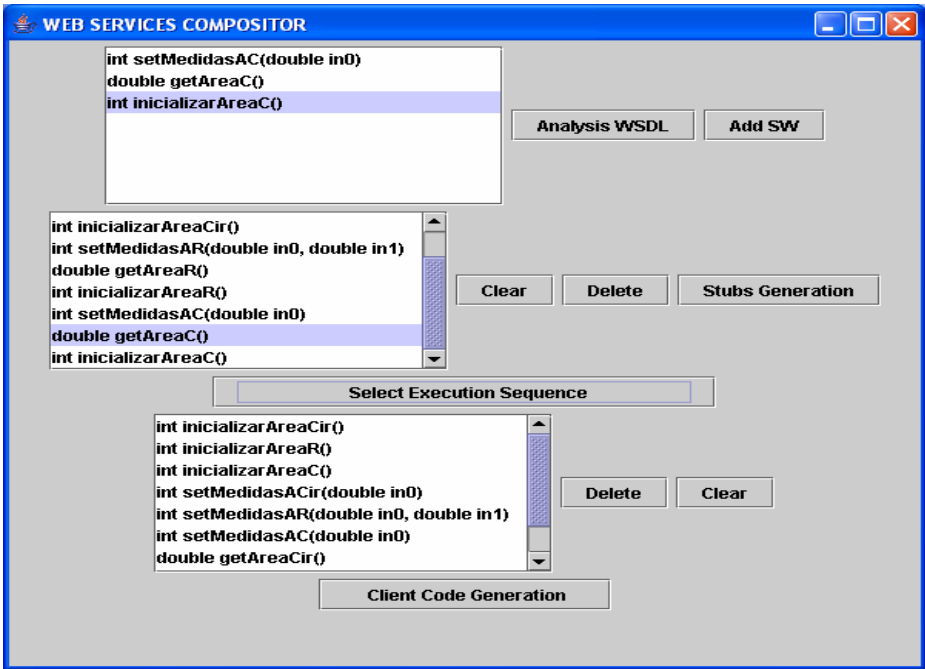 WEB SERVICES COMPOSITOR
int setMedidasAC(double in0)
double getAreaC()
int inicializarAreaC()
Analysis WSDL
Add SW
int inicializarAreaCir()
int setMedidasAR(double in0, double in1)
double getAreaR()
int inicializarAreaR()
int setMedidasAC(double in0)
double getAreaC()
int inicializarAreaC()
Clear
Delete
Stubs Generation
Select Execution Sequence
int inicializarAreaCir()
int inicializarAreaR()
int inicializarAreaC()
int setMedidasACir(double in0)
int setMedidasAR(double in0, double in1)
int setMedidasAC(double in0)
double getAreaCir()
Delete
Clear
Client Code Generation